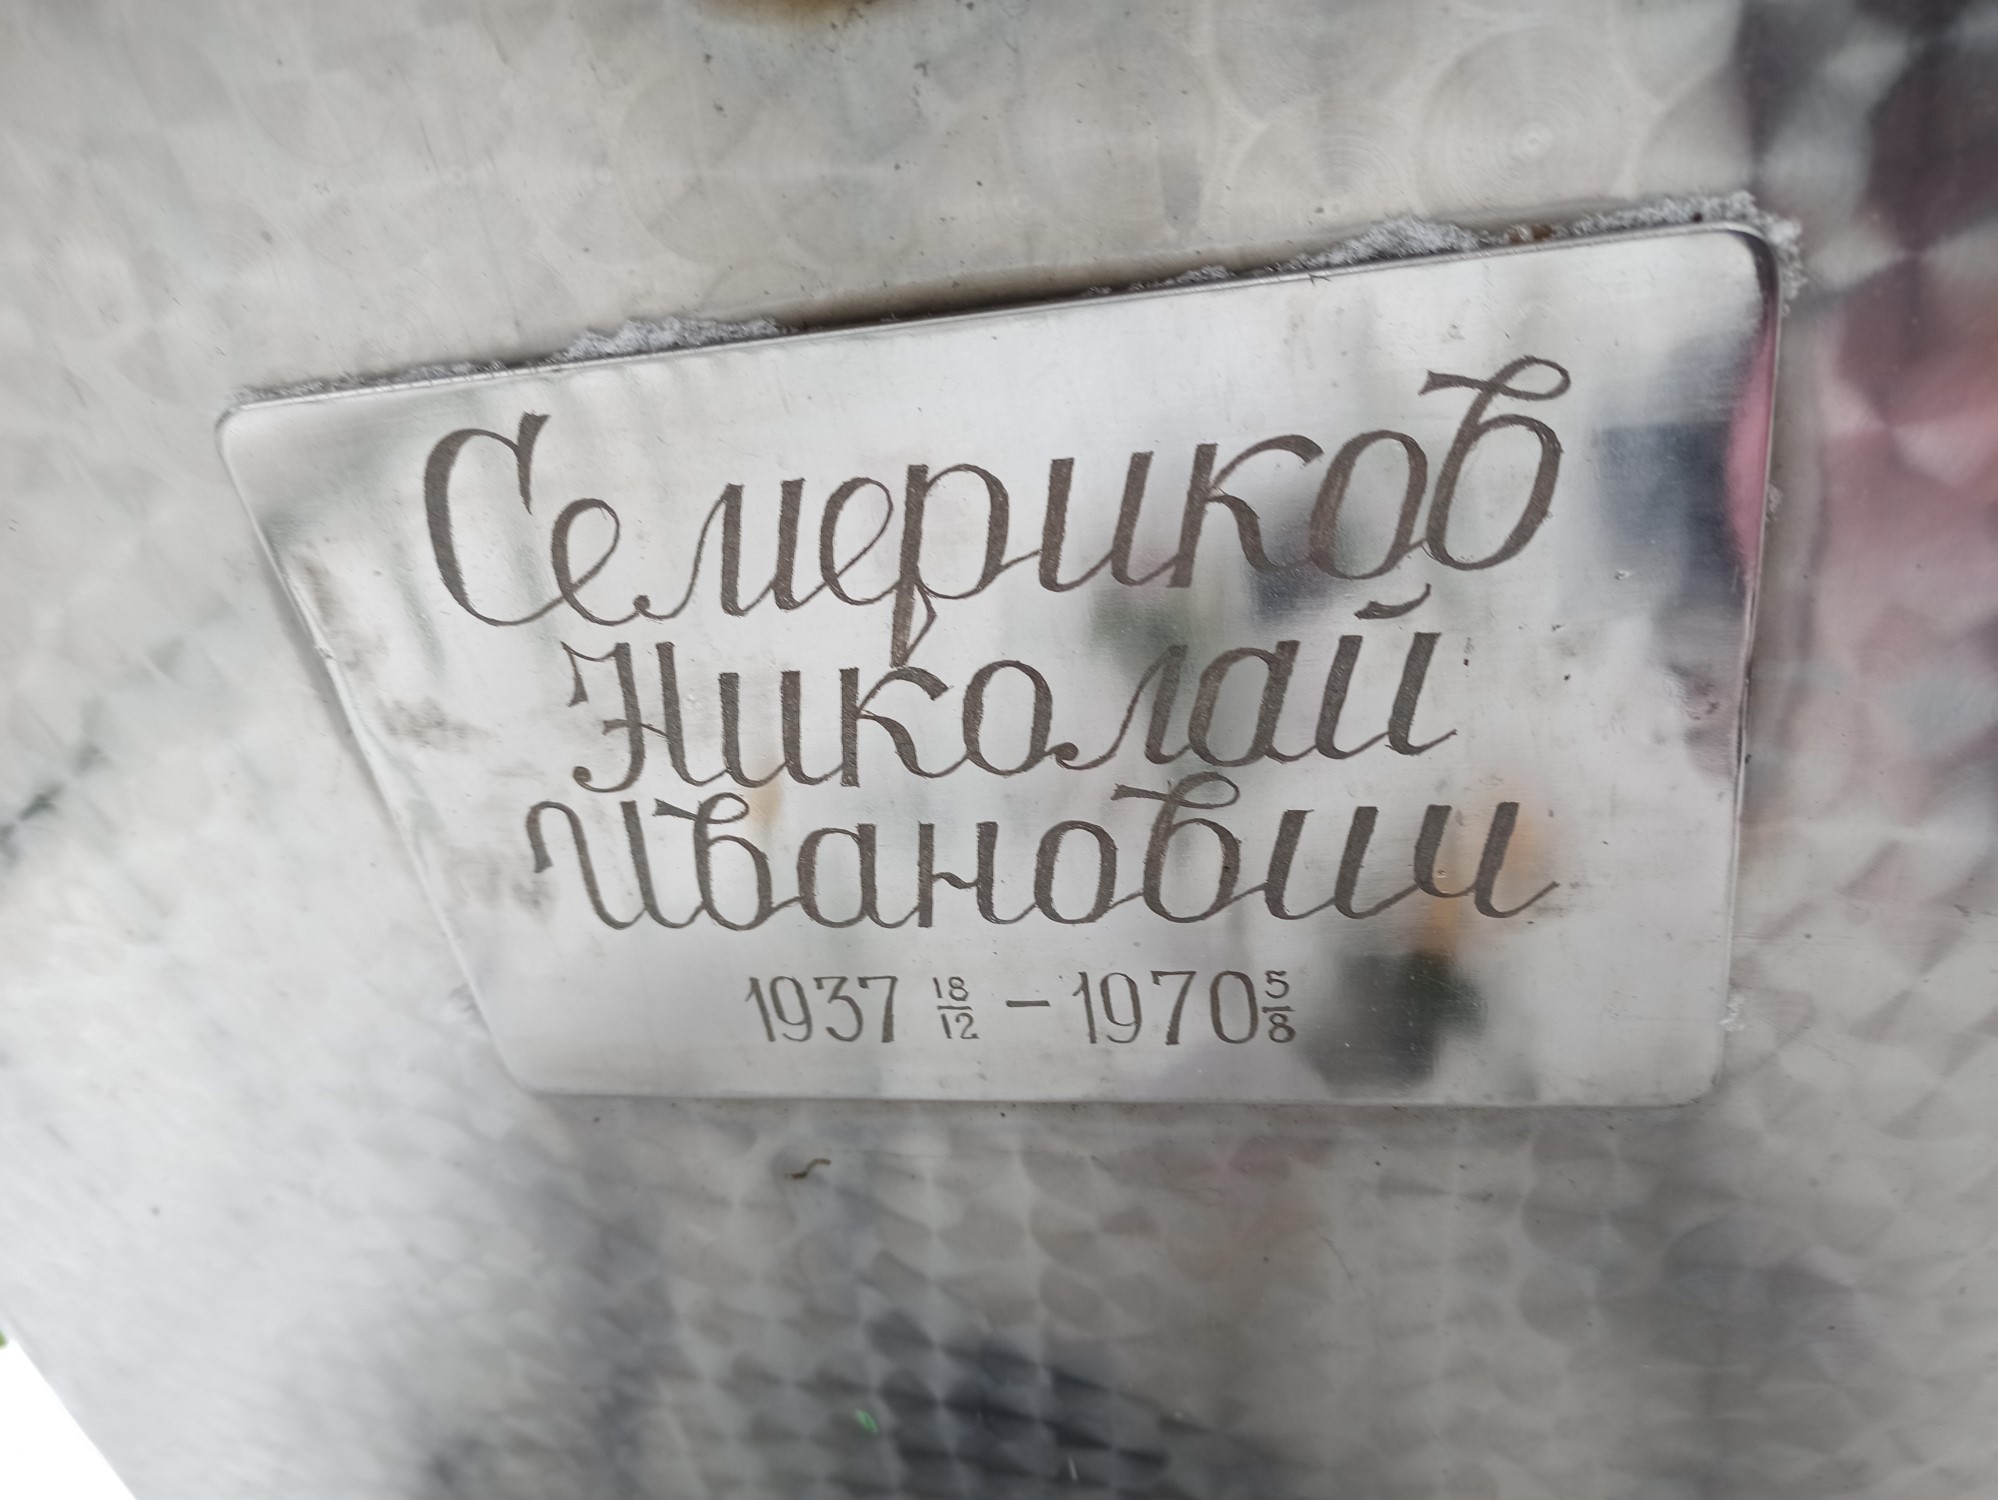 Семериков
Николай
Иванович
1937 18/12 – 1970 5/8